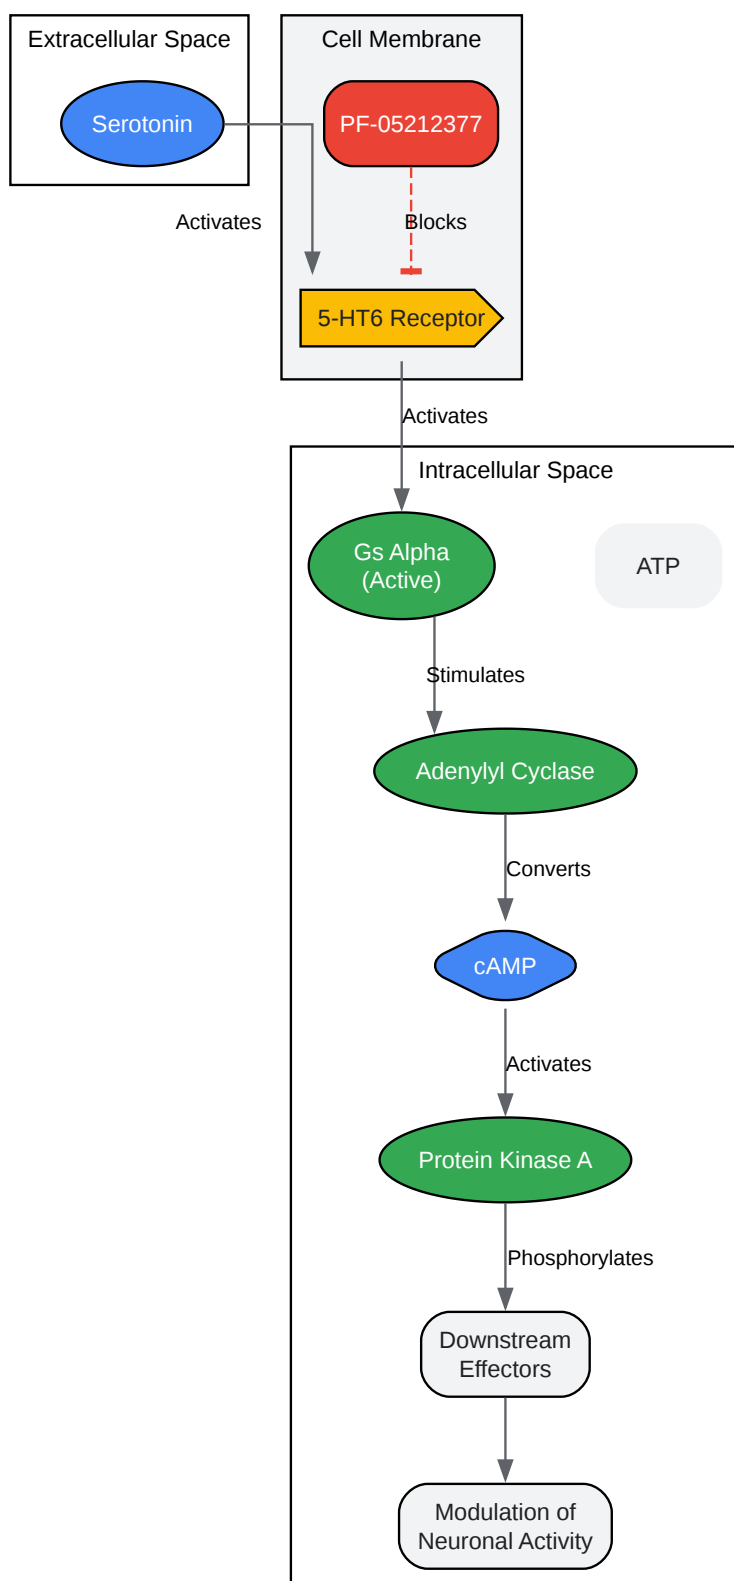 Extracellular Space
Cell Membrane
Serotonin
PF-05212377
Activates
Blocks
5-HT6 Receptor
Activates
Intracellular Space
Gs Alpha
(Active)
ATP
Stimulates
Adenylyl Cyclase
Converts
cAMP
Activates
Protein Kinase A
Phosphorylates
Downstream
Effectors
Modulation of
Neuronal Activity